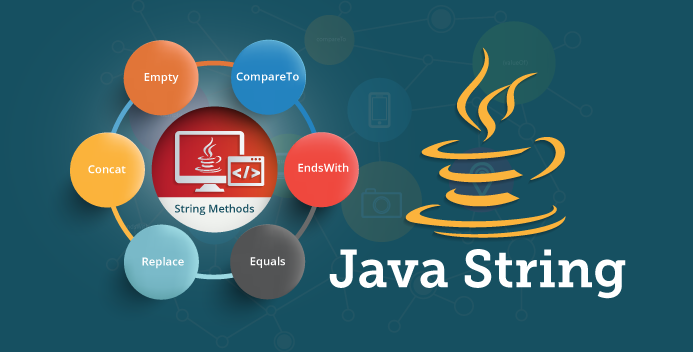 Empty
CompareTo
Concat
EndsWith
</>
String Methods
Replace
Equals
Java String